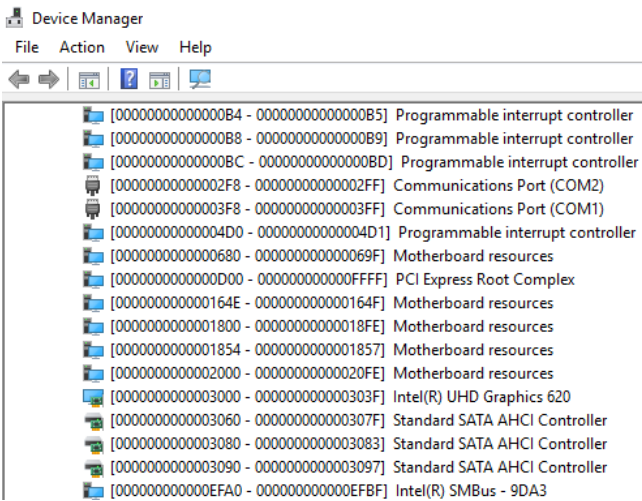 Device Manager
File Action View Help
[00000000000000B4 - 00000000000000B5] Programmable interrupt controller
[00000000000000B8 - 00000000000000B9] Programmable interrupt controller
[00000000000000BC - 00000000000000BD] Programmable interrupt controller
[00000000000002F8 - 00000000000002FF] Communications Port (COM2)
[00000000000003F8 - 00000000000003FF] Communications Port (COM1)
[00000000000004D0 - 00000000000004D1] Programmable interrupt controller
[0000000000000680 - 000000000000069F] Motherboard resources
[0000000000000D00 - 000000000000FFFF] PCI Express Root Complex
[000000000000164E - 000000000000164F] Motherboard resources
[0000000000001800 - 00000000000018FE] Motherboard resources
[0000000000001854 - 0000000000001857] Motherboard resources
[0000000000002000 - 00000000000020FE] Motherboard resources
[0000000000003000 - 000000000000303F] Intel(R) UHD Graphics 620
[0000000000003060 - 000000000000307F] Standard SATA AHCI Controller
[0000000000003080 - 0000000000003083] Standard SATA AHCI Controller
[0000000000003090 - 0000000000003097] Standard SATA AHCI Controller
[000000000000EFA0 - 000000000000EFBF] Intel(R) SMBus - 9DA3